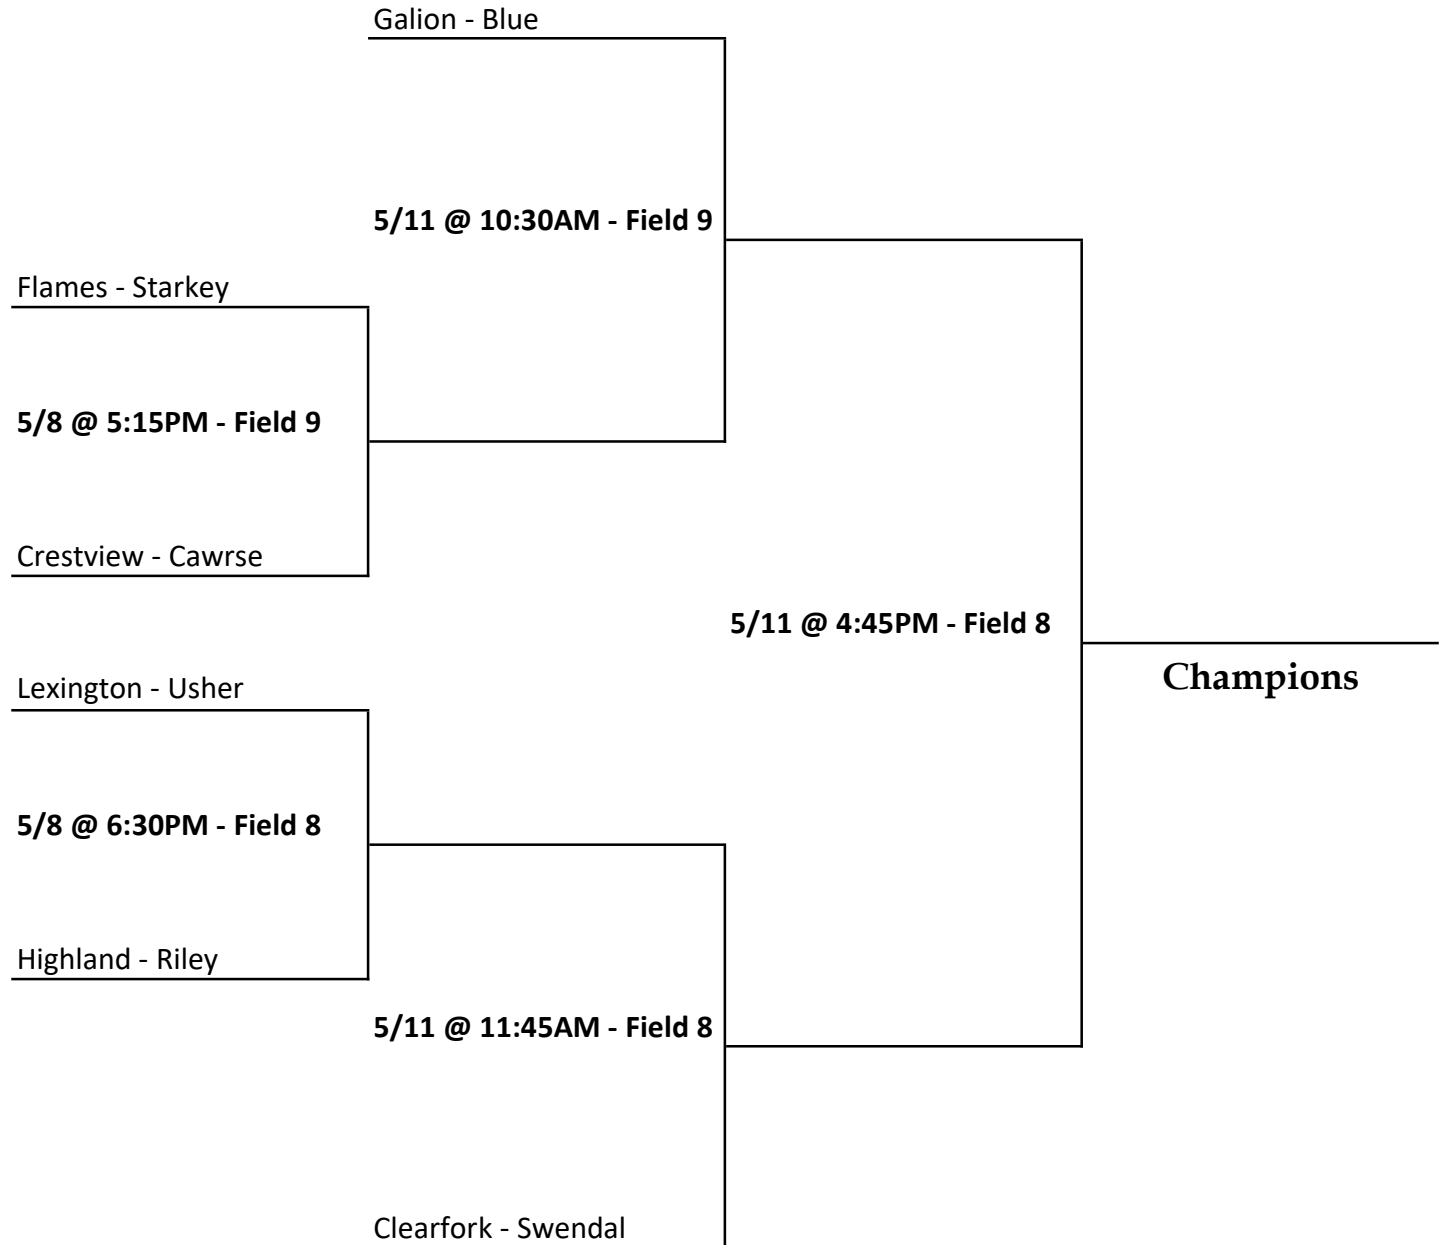 Galion - Blue
5/11 @ 10:30AM - Field 9
Flames - Starkey
5/8 @ 5:15PM - Field 9
Crestview - Cawrse
5/11 @ 4:45PM - Field 8
Champions
Lexington - Usher
5/8 @ 6:30PM - Field 8
Highland - Riley
5/11 @ 11:45AM - Field 8
Clearfork - Swendal